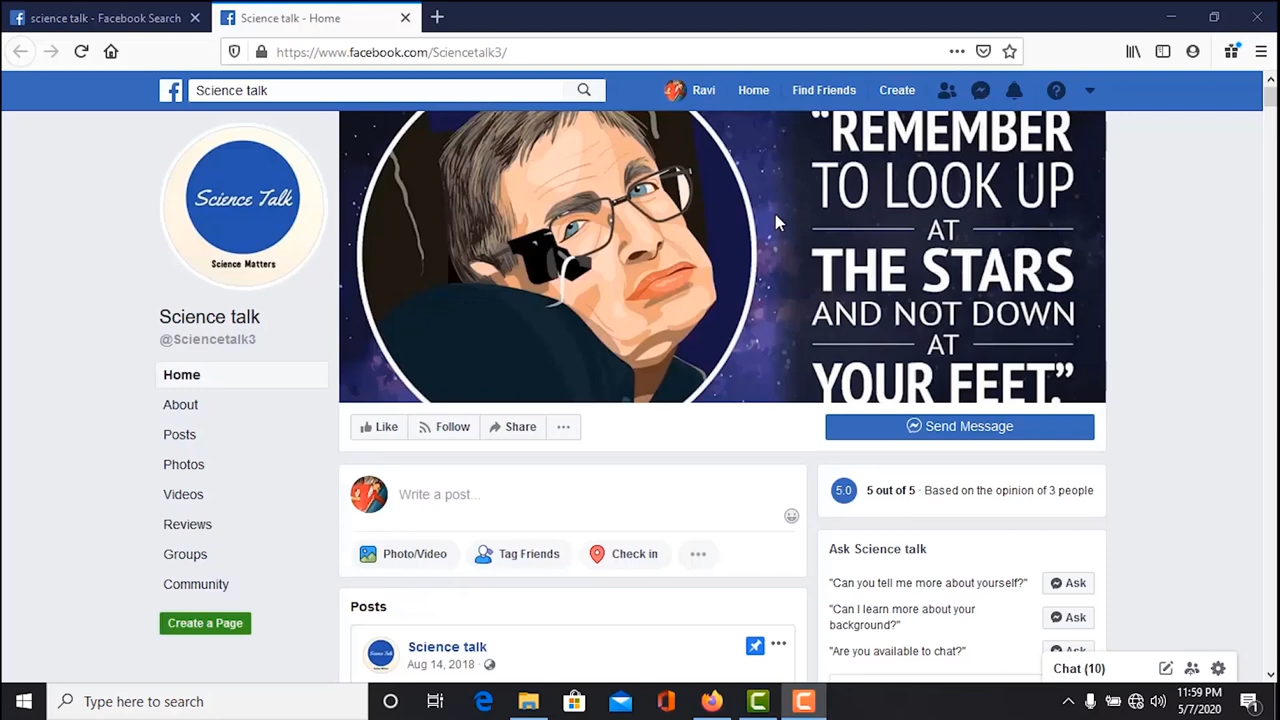 science talk - Facebook Search
Science talk - Home
https://www.facebook.com/Sciencetalk3/
Science talk
Ravi
Home
Find Friends
Create
Science Talk
Science Matters
"REMEMBER
TO LOOK UP
AT
THE STARS
AND NOT DOWN
AT
YOUR FEET."
Science talk
@Sciencetalk3
Home
About
Posts
Photos
Videos
Reviews
Groups
Community
Create a Page
Like
Follow
Share
Send Message
Write a post...
Photo/Video
Tag Friends
Check in
5.0
5 out of 5 · Based on the opinion of 3 people
Ask Science talk
"Can you tell me more about yourself?"
Ask
"Can I learn more about your
background?"
Ask
"Are you available to chat?"
Ask
Posts
Science Talk
Science talk
Aug 14, 2018 ·
Chat (10)
Type here to search
11:59 PM
5/7/2020
1